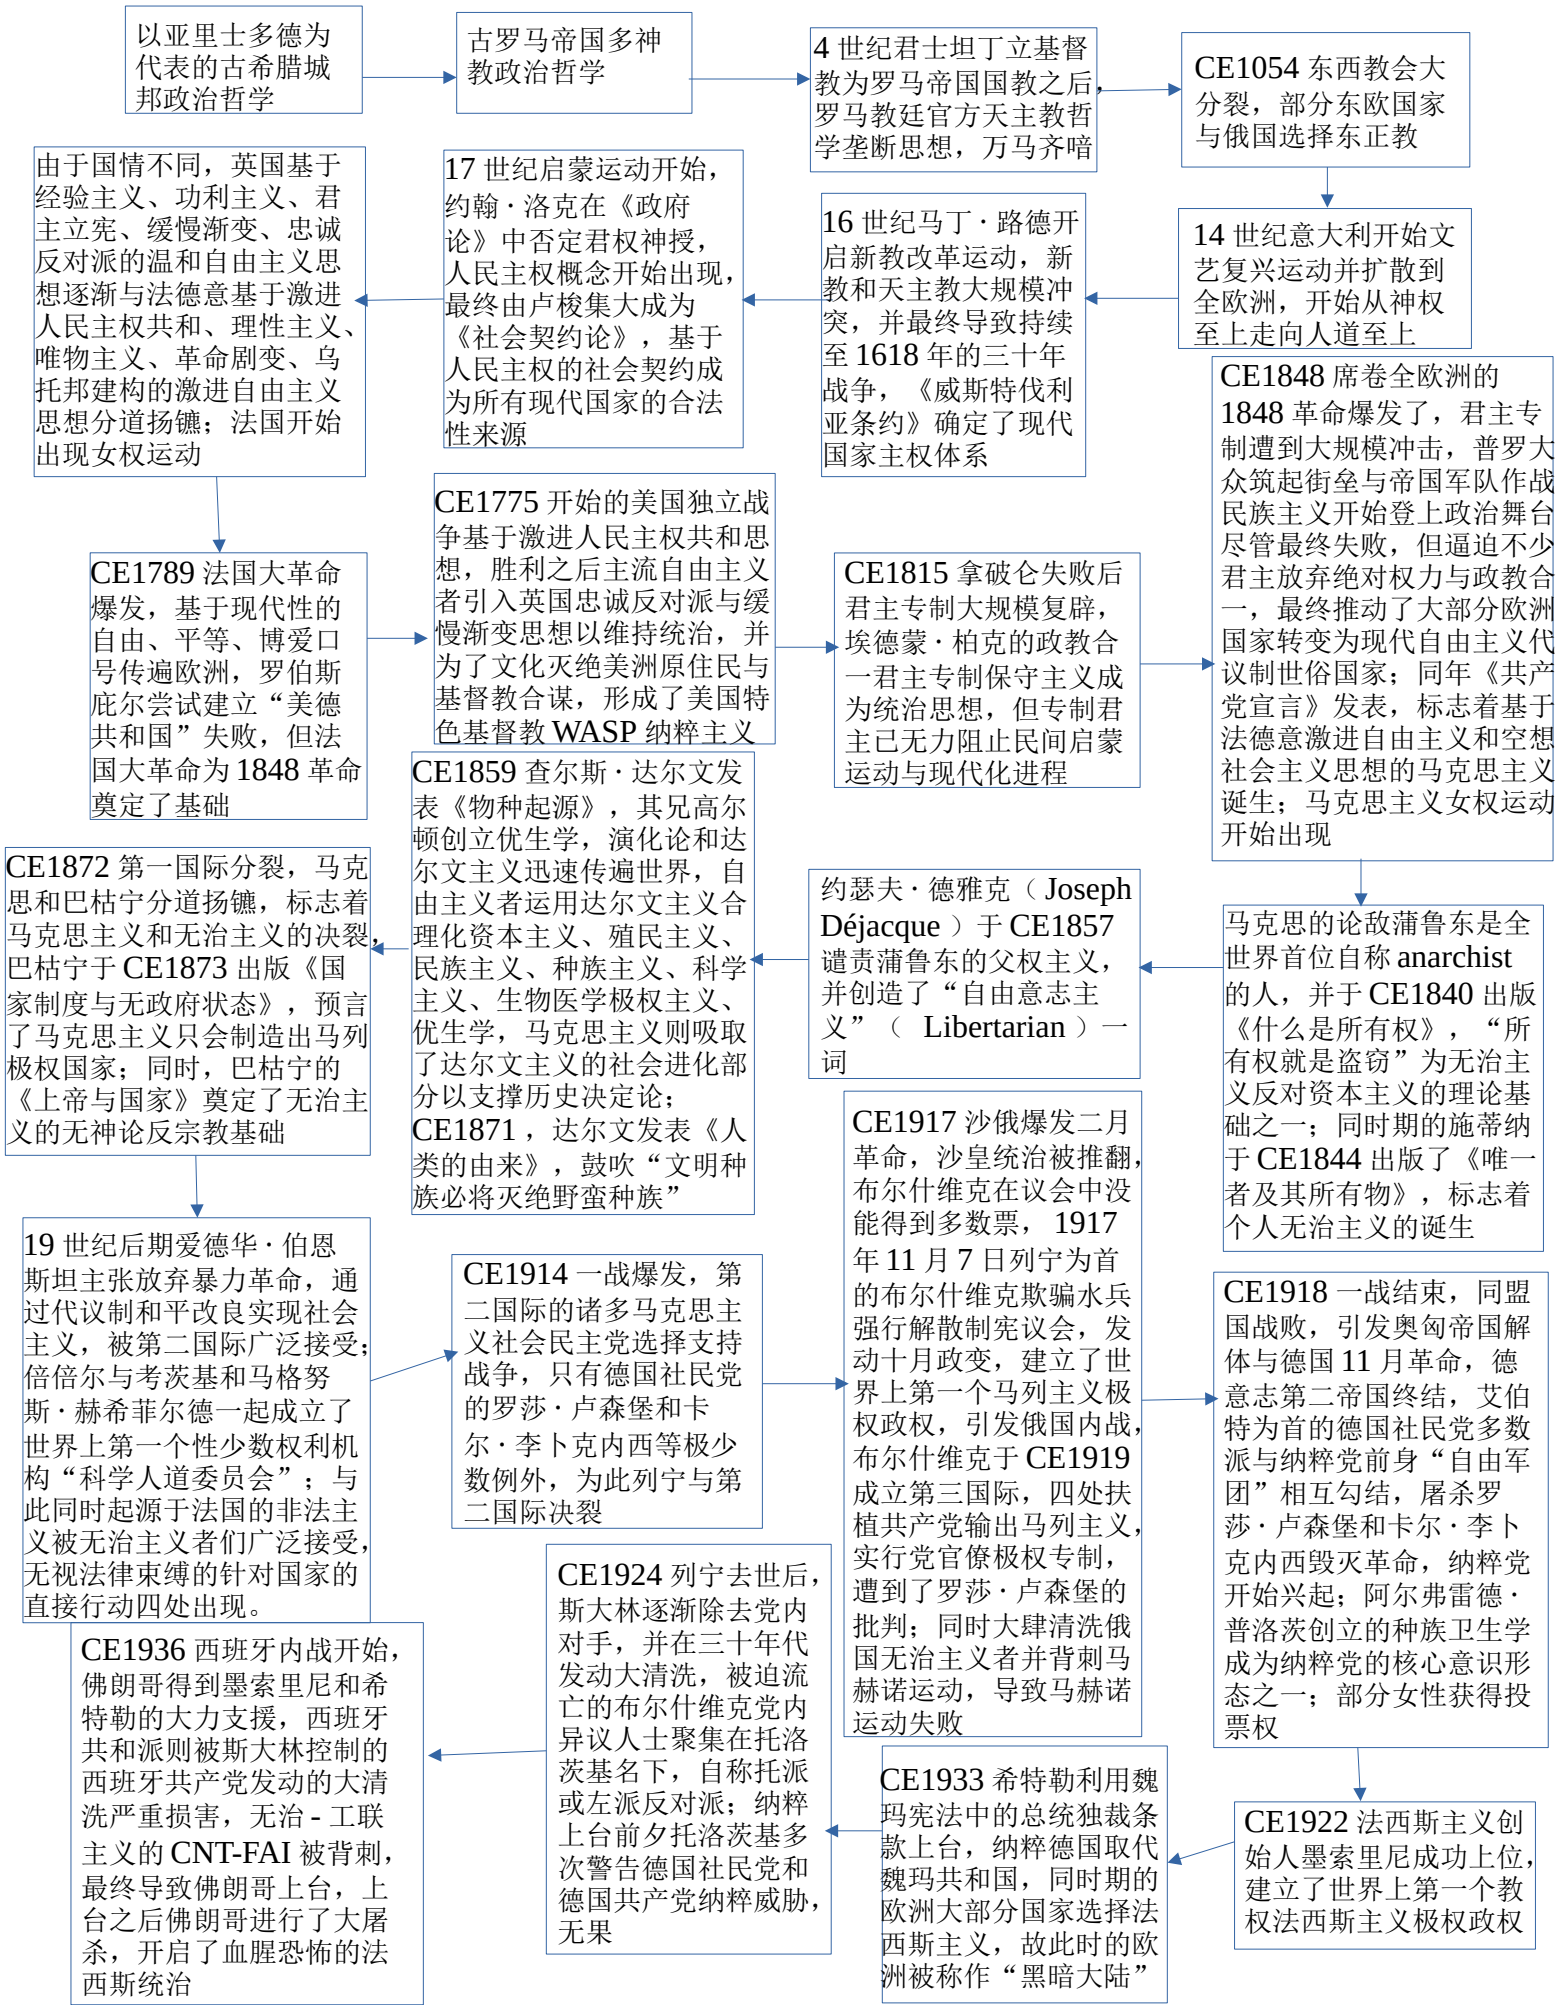 以亚里士多德为
代表的古希腊城
邦政治哲学
古罗马帝国多神
教政治哲学
4 世纪君士坦丁立基督
教为罗马帝国国教之后，
罗马教廷官方天主教哲
学垄断思想，万马齐喑
CE1054 东西教会大
分裂，部分东欧国家
与俄国选择东正教
14 世纪意大利开始文
艺复兴运动并扩散到
全欧洲，开始从神权
至上走向人道至上
16 世纪马丁·路德开
启新教改革运动，新
教和天主教大规模冲
突，并最终导致持续
至 1618 年的三十年
战争，《威斯特伐利
亚条约》确定了现代
国家主权体系
17 世纪启蒙运动开始，
约翰·洛克在《政府
论》中否定君权神授，
人民主权概念开始出现，
最终由卢梭集大成为
《社会契约论》，基于
人民主权的社会契约成
为所有现代国家的合法
性来源
由于国情不同，英国基于
经验主义、功利主义、君
主立宪、缓慢渐变、忠诚
反对派的温和自由主义思
想逐渐与法德意基于激进
人民主权共和、理性主义、
唯物主义、革命剧变、乌
托邦建构的激进自由主义
思想分道扬镳；法国开始
出现女权运动
CE1789 法国大革命
爆发，基于现代性的
自由、平等、博爱口
号传遍欧洲，罗伯斯
庇尔尝试建立“美德
共和国”失败，但法
国大革命为 1848 革命
奠定了基础
CE1775 开始的美国独立战
争基于激进人民主权共和思
想，胜利之后主流自由主义
者引入英国忠诚反对派与缓
慢渐变思想以维持统治，并
为了文化灭绝美洲原住民与
基督教合谋，形成了美国特
色基督教 WASP 纳粹主义
CE1815 拿破仑失败后
君主专制大规模复辟，
埃德蒙·柏克的政教合
一君主专制保守主义成
为统治思想，但专制君
主已无力阻止民间启蒙
运动与现代化进程
CE1848 席卷全欧洲的
1848 革命爆发了，君主专
制遭到大规模冲击，普罗大
众筑起街垒与帝国军队作战
民族主义开始登上政治舞台
尽管最终失败，但逼迫不少
君主放弃绝对权力与政教合
一，最终推动了大部分欧洲
国家转变为现代自由主义代
议制世俗国家；同年《共产
党宣言》发表，标志着基于
法德意激进自由主义和空想
社会主义思想的马克思主义
诞生；马克思主义女权运动
开始出现
马克思的论敌蒲鲁东是全
世界首位自称 anarchist
的人，并于 CE1840 出版
《什么是所有权》，“所
有权就是盗窃”为无治主
义反对资本主义的理论基
础之一；同时期的施蒂纳
于 CE1844 出版了《唯一
者及其所有物》，标志着
个人无治主义的诞生
约瑟夫·德雅克（ Joseph
Déjacque ）于 CE1857
谴责蒲鲁东的父权主义，
并创造了“自由意志主
义”（ Libertarian ）一
词
CE1859 查尔斯·达尔文发
表《物种起源》，其兄高尔
顿创立优生学，演化论和达
尔文主义迅速传遍世界，自
由主义者运用达尔文主义合
理化资本主义、殖民主义、
民族主义、种族主义、科学
主义、生物医学极权主义、
优生学，马克思主义则吸取
了达尔文主义的社会进化部
分以支撑历史决定论；
CE1871，达尔文发表《人
类的由来》，鼓吹“文明种
族必将灭绝野蛮种族”
CE1872 第一国际分裂，马克
思和巴枯宁分道扬镳，标志着
马克思主义和无治主义的决裂，
巴枯宁于 CE1873 出版《国
家制度与无政府状态》，预言
了马克思主义只会制造出马列
极权国家；同时，巴枯宁的
《上帝与国家》奠定了无治主
义的无神论反宗教基础
19 世纪后期爱德华·伯恩
斯坦主张放弃暴力革命，通
过代议制和平改良实现社会
主义，被第二国际广泛接受；
倍倍尔与考茨基和马格努
斯·赫希菲尔德一起成立了
世界上第一个性少数权利机
构“科学人道委员会”；与
此同时起源于法国的非法主
义被无治主义者们广泛接受，
无视法律束缚的针对国家的
直接行动四处出现。
CE1914 一战爆发，第
二国际的诸多马克思主
义社会民主党选择支持
战争，只有德国社民党
的罗莎·卢森堡和卡
尔·李卜克内西等极少
数例外，为此列宁与第
二国际决裂
CE1917 沙俄爆发二月
革命，沙皇统治被推翻，
布尔什维克在议会中没
能得到多数票， 1917
年 11 月 7 日列宁为首
的布尔什维克欺骗水兵
强行解散制宪议会，发
动十月政变，建立了世
界上第一个马列主义极
权政权，引发俄国内战，
布尔什维克于 CE1919
成立第三国际，四处扶
植共产党输出马列主义，
实行党官僚极权专制，
遭到了罗莎·卢森堡的
批判；同时大肆清洗俄
国无治主义者并背刺马
赫诺运动，导致马赫诺
运动失败
CE1918 一战结束，同盟
国战败，引发奥匈帝国解
体与德国 11 月革命，德
意志第二帝国终结，艾伯
特为首的德国社民党多数
派与纳粹党前身“自由军
团”相互勾结，屠杀罗
莎·卢森堡和卡尔·李卜
克内西毁灭革命，纳粹党
开始兴起；阿尔弗雷德·
普洛茨创立的种族卫生学
成为纳粹党的核心意识形
态之一；部分女性获得投
票权
CE1922 法西斯主义创
始人墨索里尼成功上位，
建立了世界上第一个教
权法西斯主义极权政权
CE1933 希特勒利用魏
玛宪法中的总统独裁条
款上台，纳粹德国取代
魏玛共和国，同时期的
欧洲大部分国家选择法
西斯主义，故此时的欧
洲被称作“黑暗大陆”
CE1924 列宁去世后，
斯大林逐渐除去党内
对手，并在三十年代
发动大清洗，被迫流
亡的布尔什维克党内
异议人士聚集在托洛
茨基名下，自称托派
或左派反对派；纳粹
上台前夕托洛茨基多
次警告德国社民党和
德国共产党纳粹威胁，
无果
CE1936 西班牙内战开始，
佛朗哥得到墨索里尼和希
特勒的大力支援，西班牙
共和派则被斯大林控制的
西班牙共产党发动的大清
洗严重损害，无治 - 工联
主义的 CNT-FAI 被背刺，
最终导致佛朗哥上台，上
台之后佛朗哥进行了大屠
杀，开启了血腥恐怖的法
西斯统治